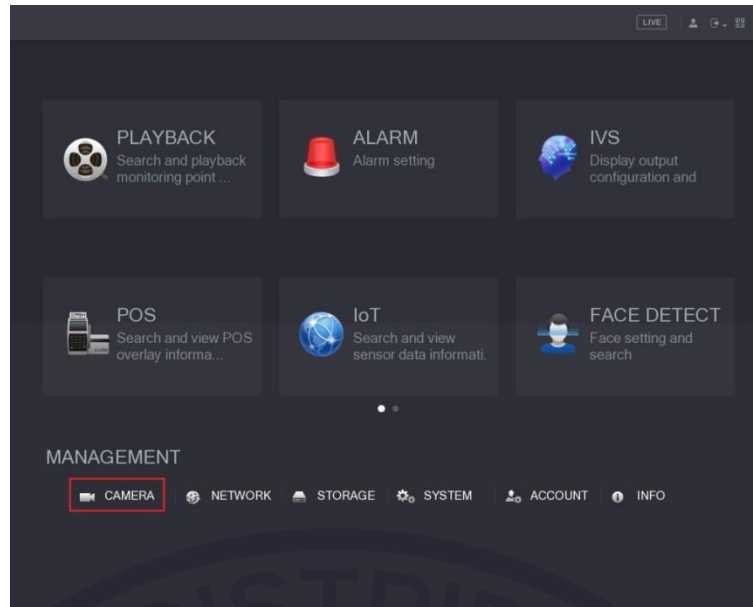 LIVE
PLAYBACK
Search and playback
monitoring point ...
ALARM
Alarm setting
IVS
Display output
configuration and
POS
Search and view POS
overlay informa...
IoT
Search and view
sensor data informati.
FACE DETECT
Face setting and
search
MANAGEMENT
CAMERA
NETWORK
STORAGE
SYSTEM
ACCOUNT
INFO